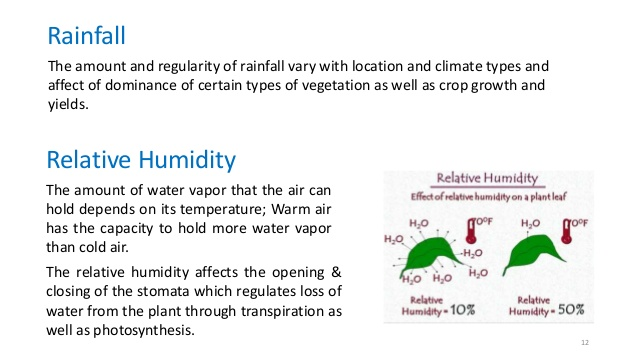 Rainfall
The amount and regularity of rainfall vary with location and climate types and
affect of dominance of certain types of vegetation as well as crop growth and
yields.
Relative Humidity
The amount of water vapor that the air can
hold depends on its temperature; Warm air
has the capacity to hold more water vapor
than cold air.
The relative humidity affects the opening &
closing of the stomata which regulates loss of
water from the plant through transpiration as
well as photosynthesis.
Relative Humidity
Effect of relative humidity on a plant leaf
H₂O
70°F
H₂O
H₂O
H₂O
H₂O
H₂O
H₂O
Relative
Humidity = 10%
H₂O
70°F
Relative
Humidity = 50%
12